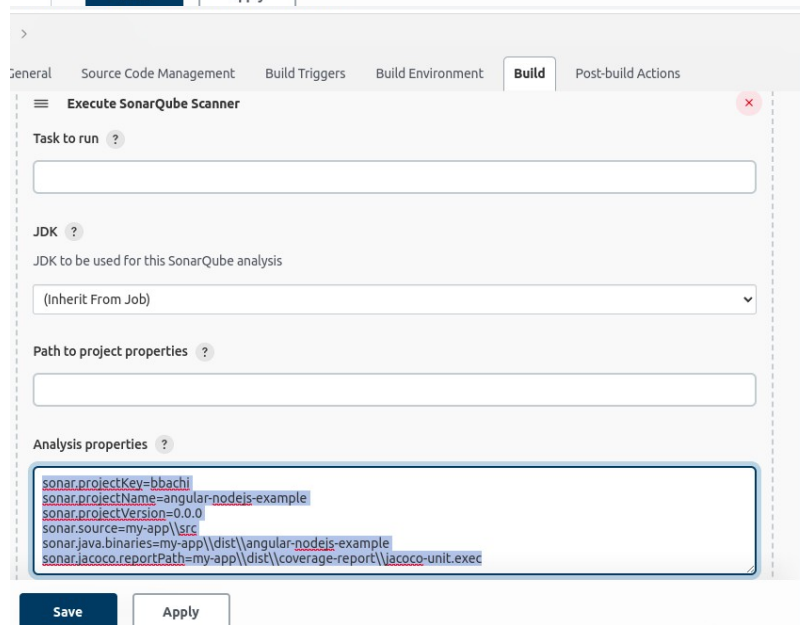 General Source Code Management Build Triggers Build Environment Build Post-build Actions
Execute SonarQube Scanner
Task to run ?
JDK ?
JDK to be used for this SonarQube analysis
(Inherit From Job)
Path to project properties ?
Analysis properties ?
sonar.projectKey=bbachi
sonar.projectName=angular-nodejs-example
sonar.projectVersion=0.0.0
sonar.source=my-app\\src
sonar.java.binaries=my-app\\dist\\angular-nodejs-example
sonar.jacoco.reportPath=my-app\\dist\\coverage-report\\jacoco-unit.exec
Save Apply